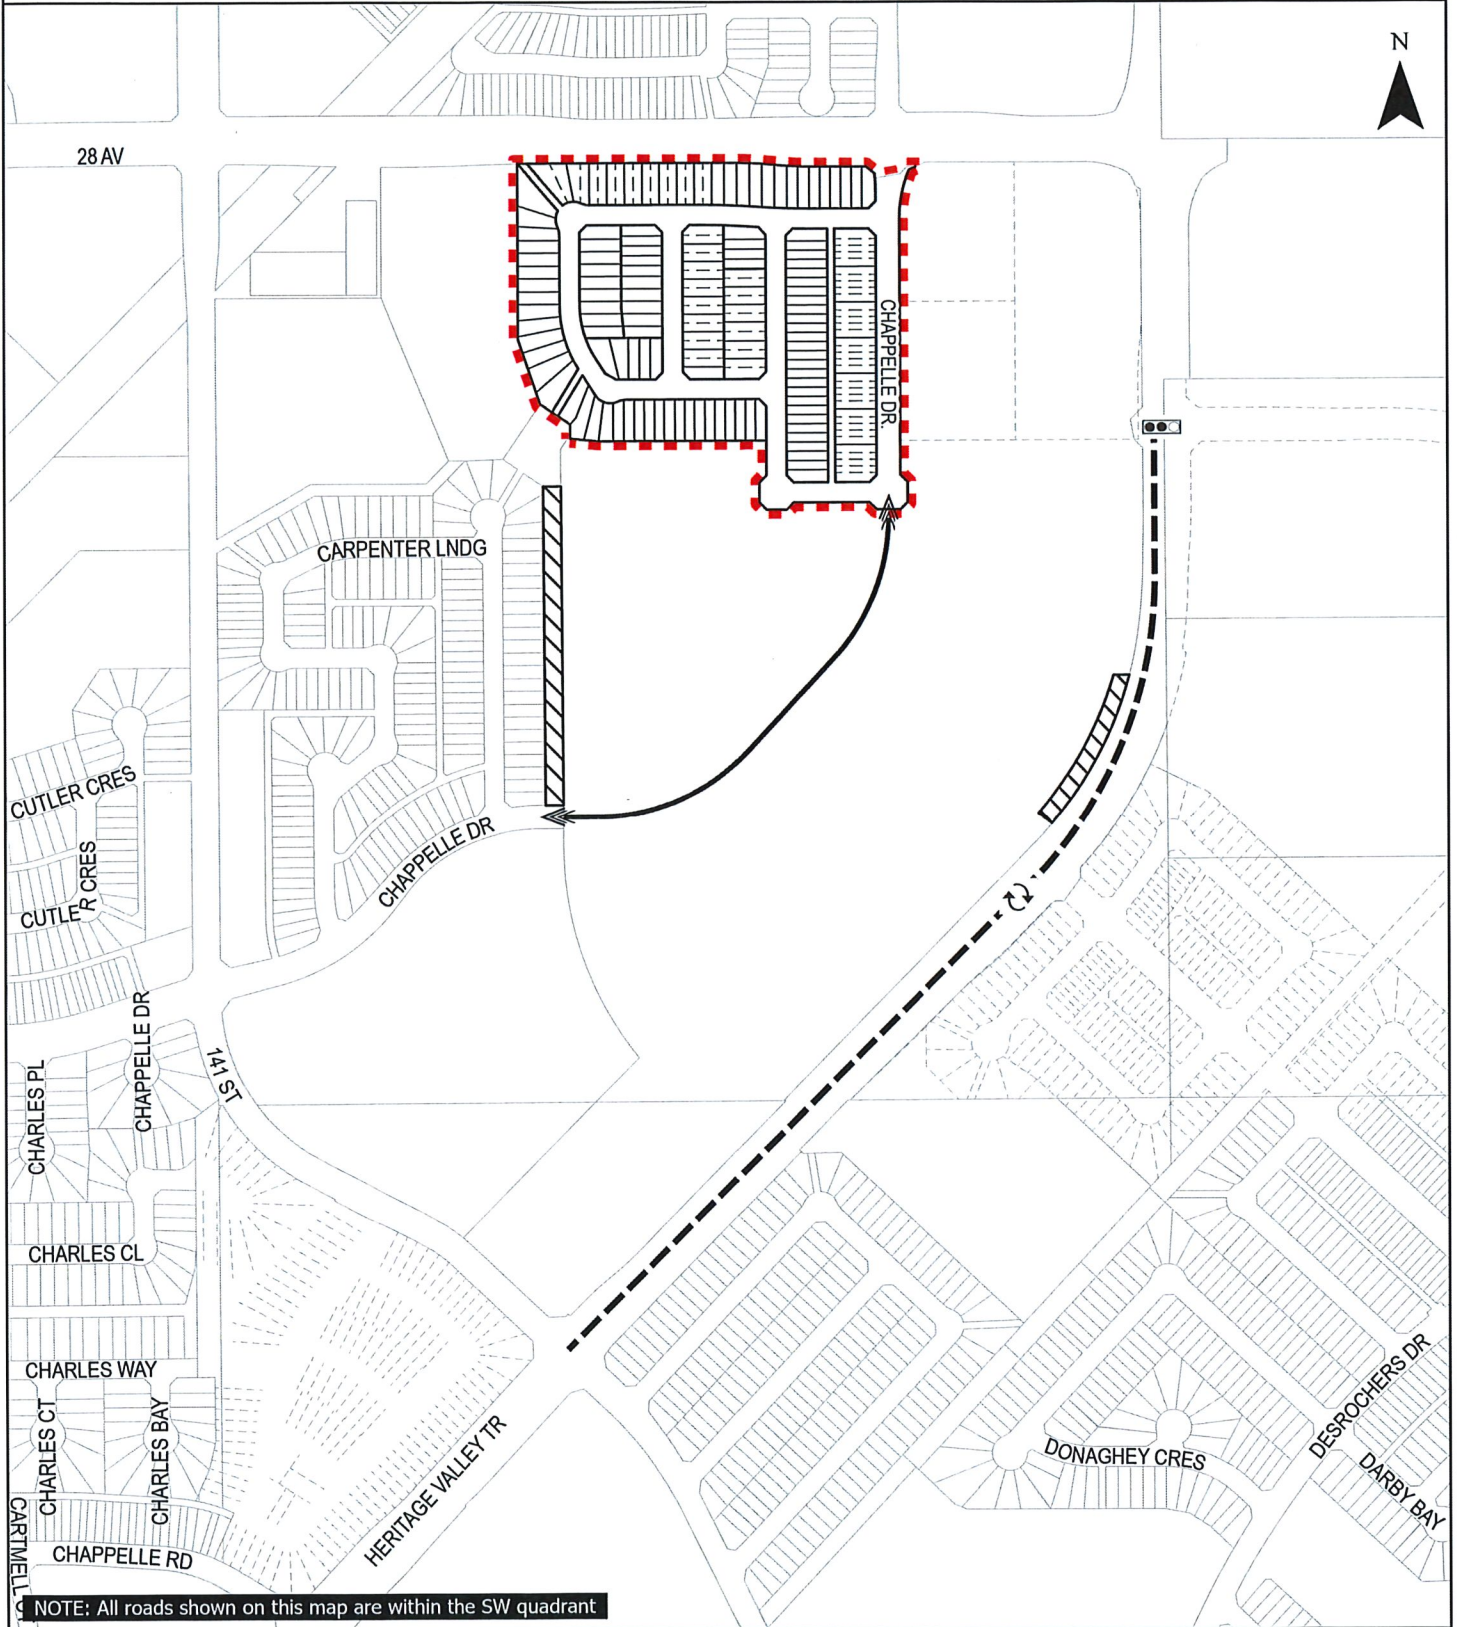 N
28 AV
CHAPPELLE DR.
CARPENTER LNDG
CUTLER CRES
CHAPPELLE DR
CUTLER CRES
CHAPPELLE DR
141 ST
CHARLES PL
CHARLES CL
CHARLES WAY
CHARLES CT
CHARLES BAY
HERITAGE VALLEY TR
DESROCHERS DR
DONAGHEY CRES
DARBY BAY
CARTMELL
CHAPPELLE RD
NOTE: All roads shown on this map are within the SW quadrant